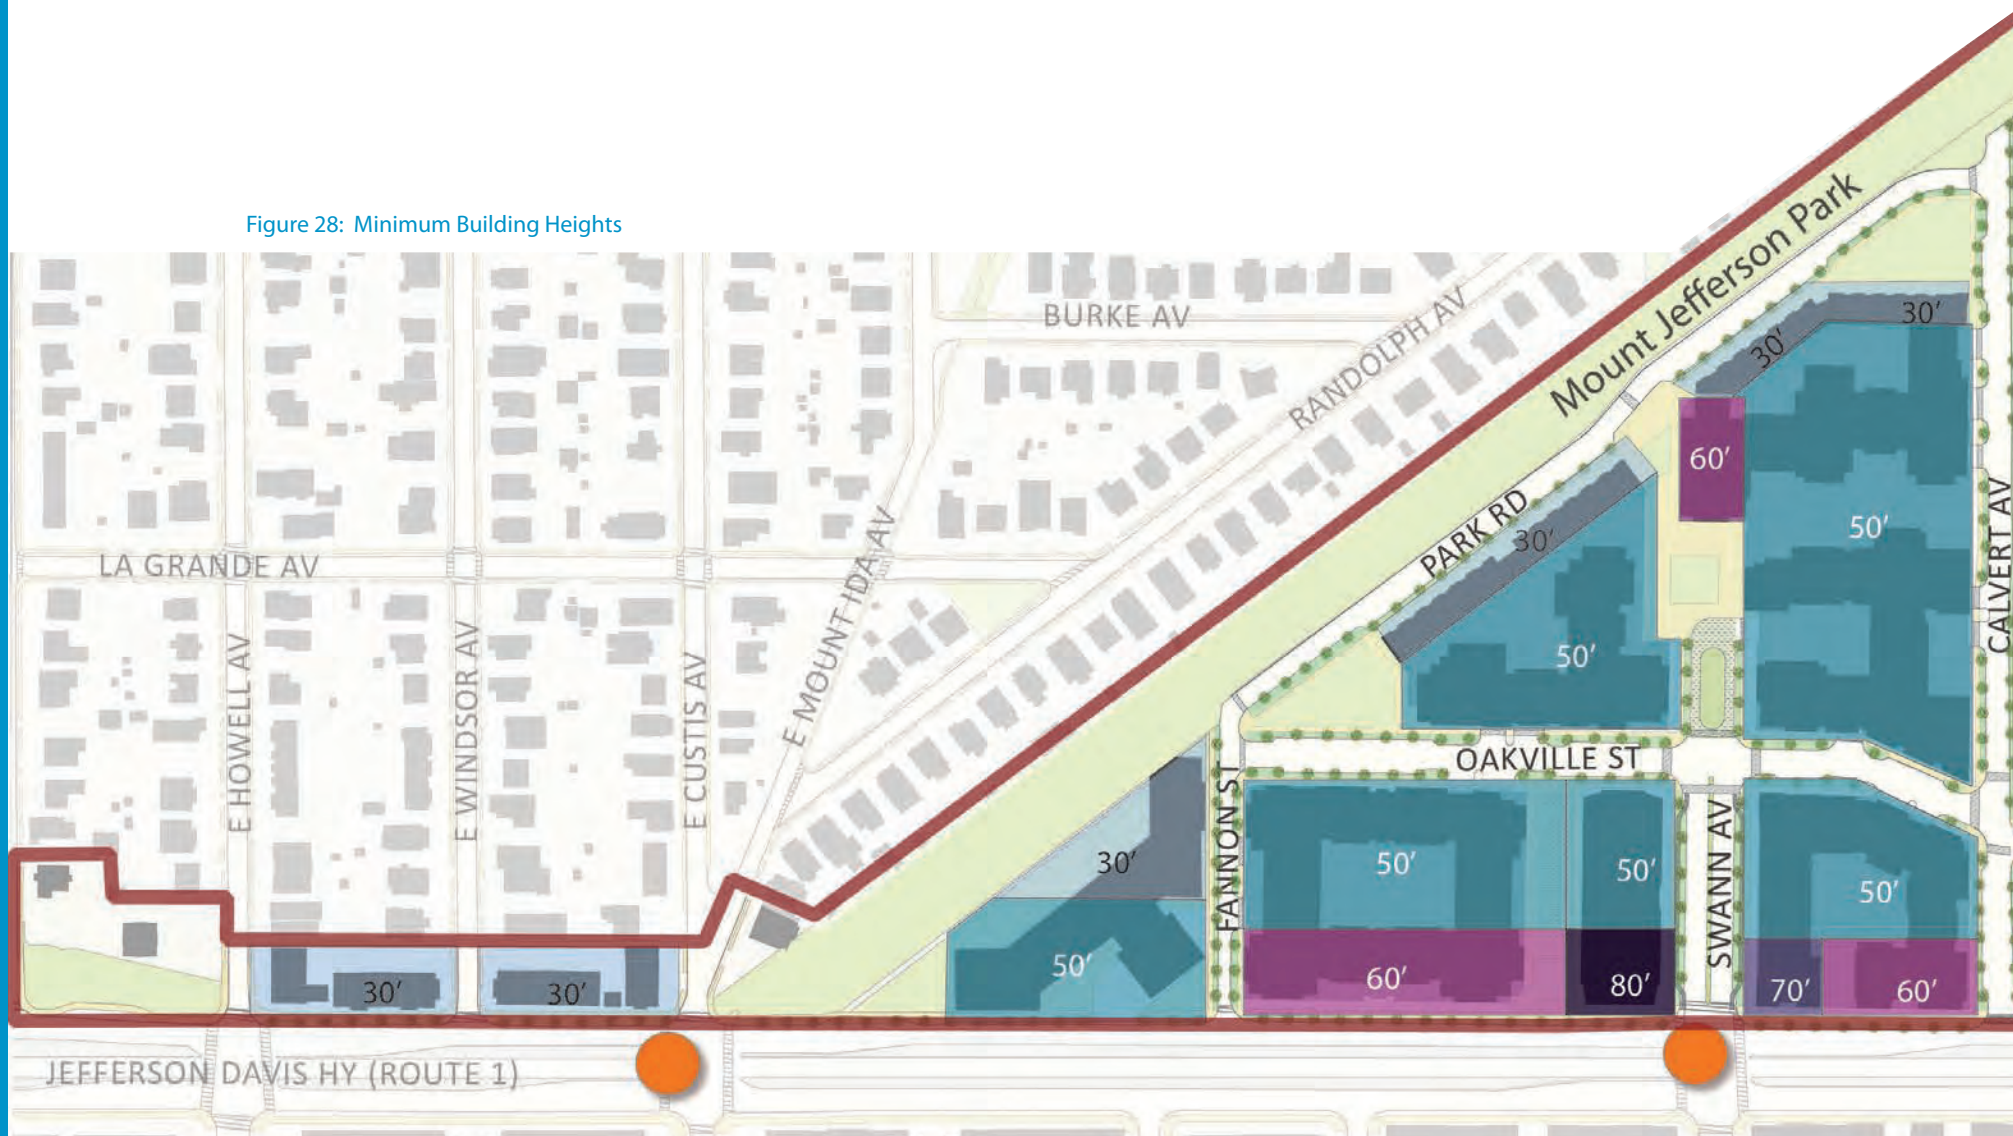 Figure 28: Minimum Building Heights
Mount Jefferson Park
BURKE AV
RANDOLPH AV
30'
30'
60'
PARK RD
30'
50'
CALVERT AV
LA GRANDE AV
E MOUNT IDA AV
50'
E HOWELL AV
E WINDSOR AV
E CUSTIS AV
OAKVILLE ST
FANNON ST
SWANN AV
30'
50'
50'
50'
30'
30'
50'
60'
80'
70'
60'
JEFFERSON DAVIS HY (ROUTE 1)